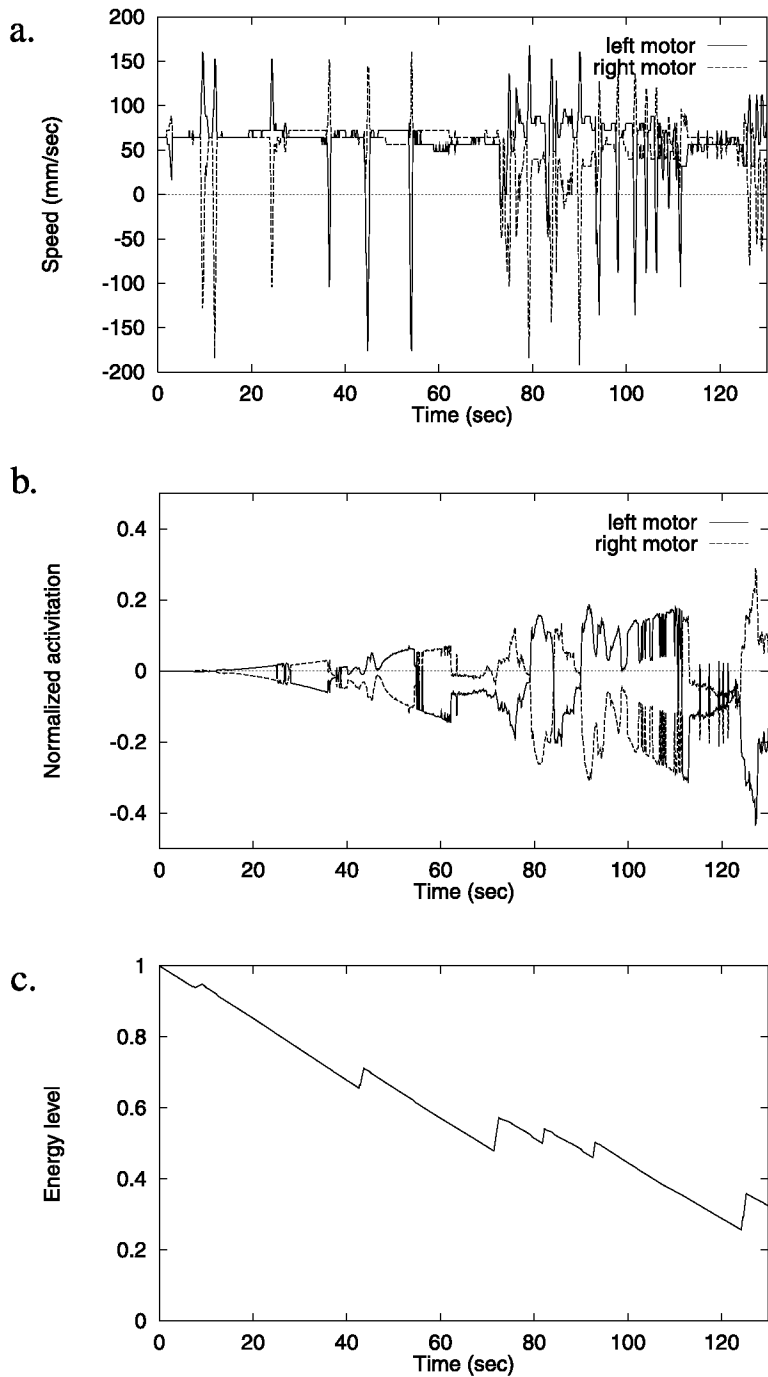 a.
200
150
100
50
0
-50
-100
-150
-200
Speed (mm/sec)
left motor
right motor
0 20 40 60 80 100 120
Time (sec)
b.
0.4
0.2
0
-0.2
-0.4
Normalized activitation
left motor
right motor
0 20 40 60 80 100 120
Time (sec)
c.
1
0.8
0.6
0.4
0.2
0
Energy level
0 20 40 60 80 100 120
Time (sec)